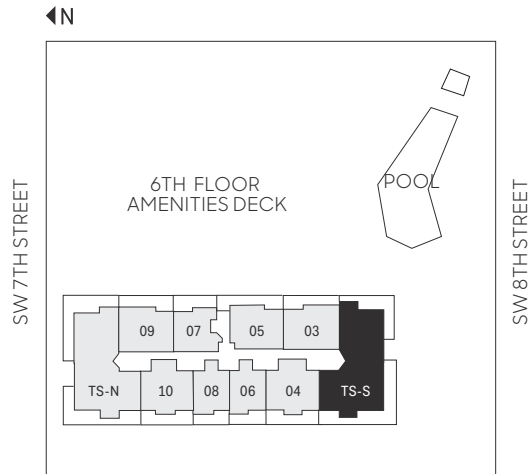 N
6TH FLOOR
AMENITIES DECK
POOL
SW 7TH STREET
SW 8TH STREET
09 07 05 03
TS-N 10 08 06 04 TS-S